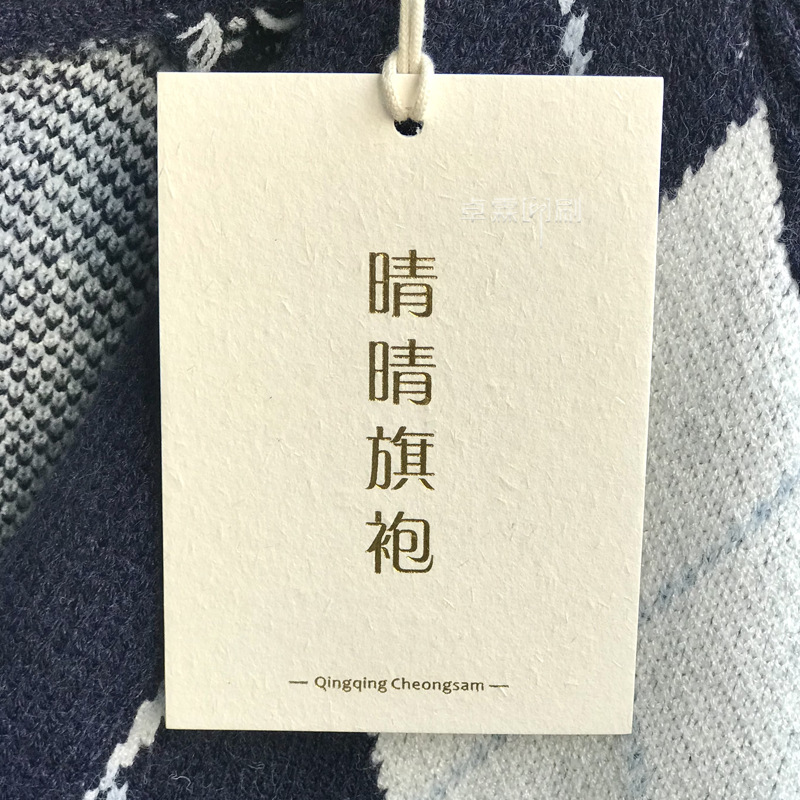 晴晴旗袍
— Qingqing Cheongsam —